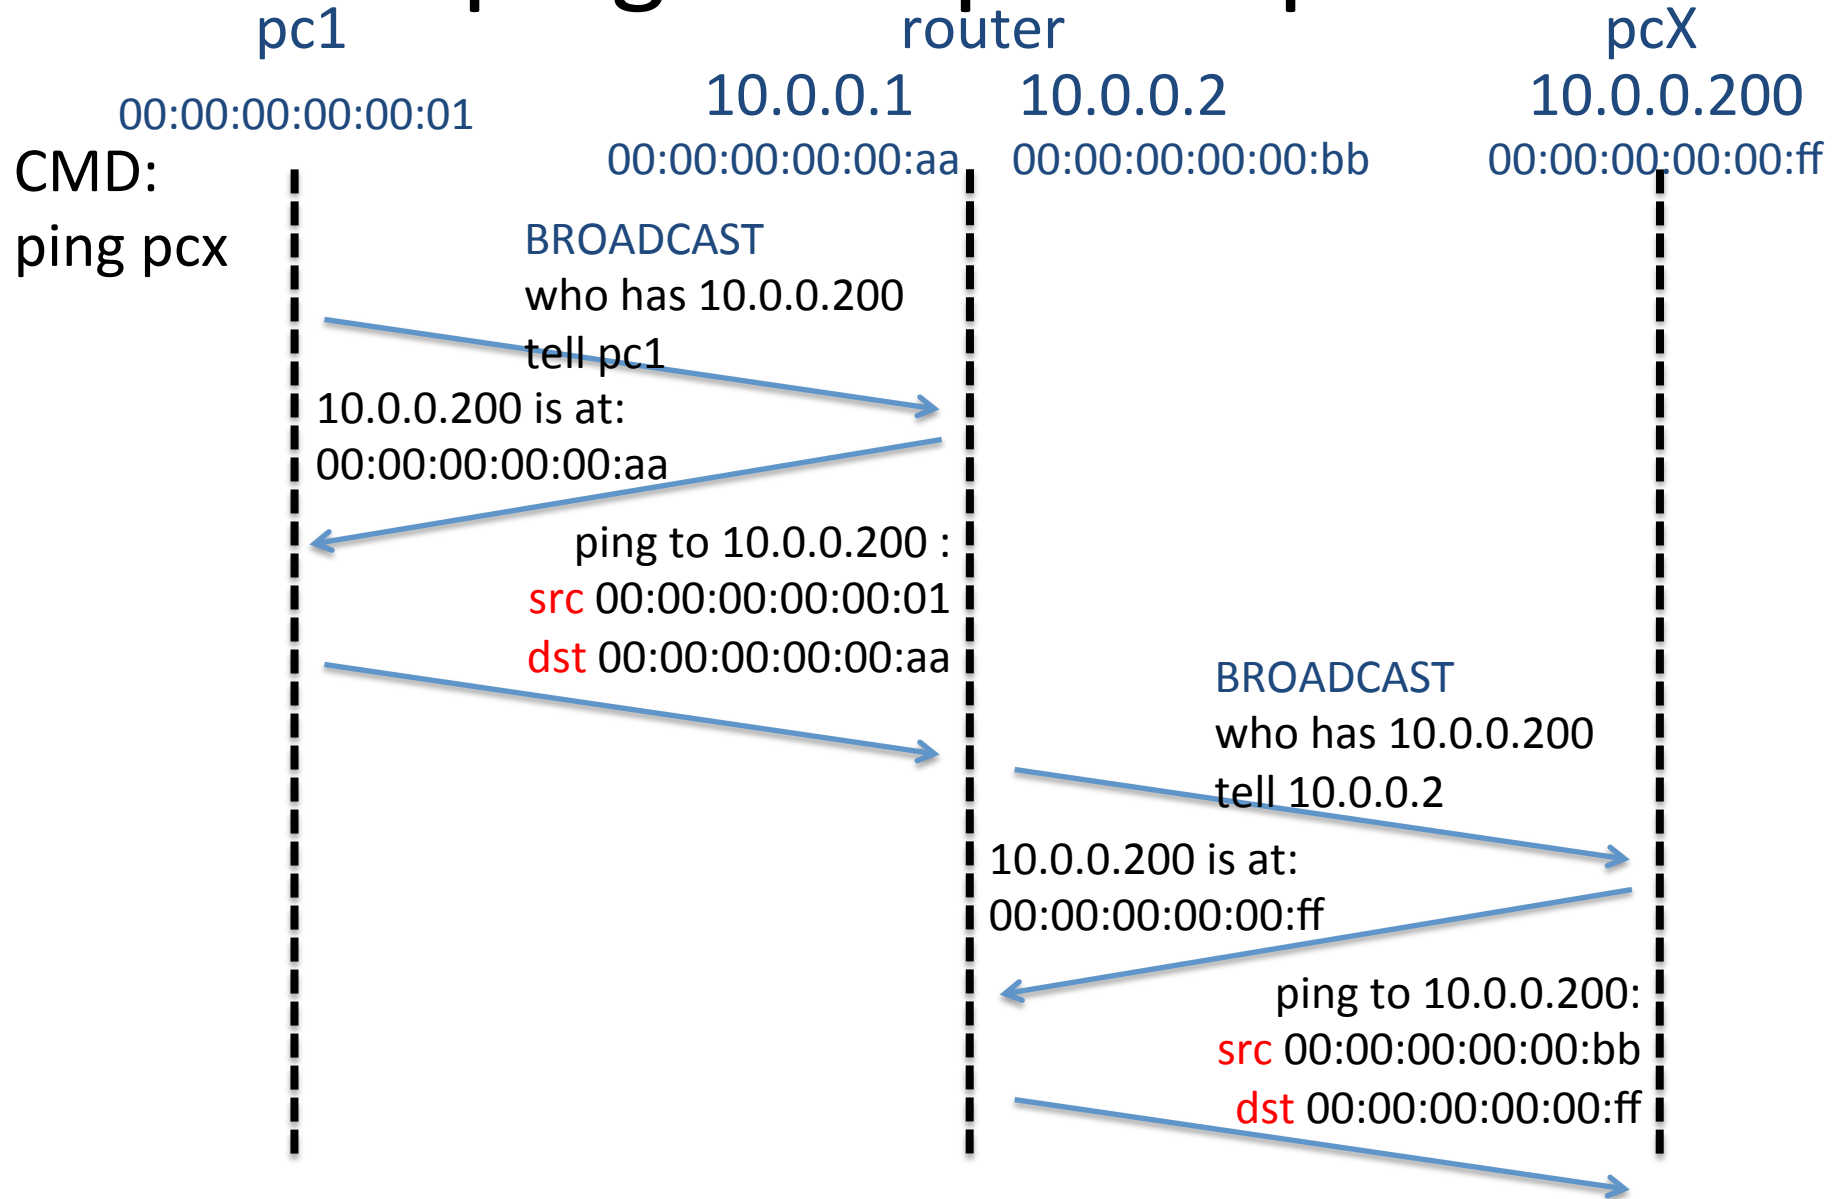 pc1 router pcX
10.0.0.1 10.0.0.2 10.0.0.200
00:00:00:00:00:01
00:00:00:00:00:aa 00:00:00:00:00:bb 00:00:00:00:00:ff
CMD:
ping pcx
BROADCAST
who has 10.0.0.200
tell pc1
10.0.0.200 is at:
00:00:00:00:00:aa
ping to 10.0.0.200 :
src 00:00:00:00:00:01
dst 00:00:00:00:00:aa
BROADCAST
who has 10.0.0.200
tell 10.0.0.2
10.0.0.200 is at:
00:00:00:00:00:ff
ping to 10.0.0.200:
src 00:00:00:00:00:bb
dst 00:00:00:00:00:ff